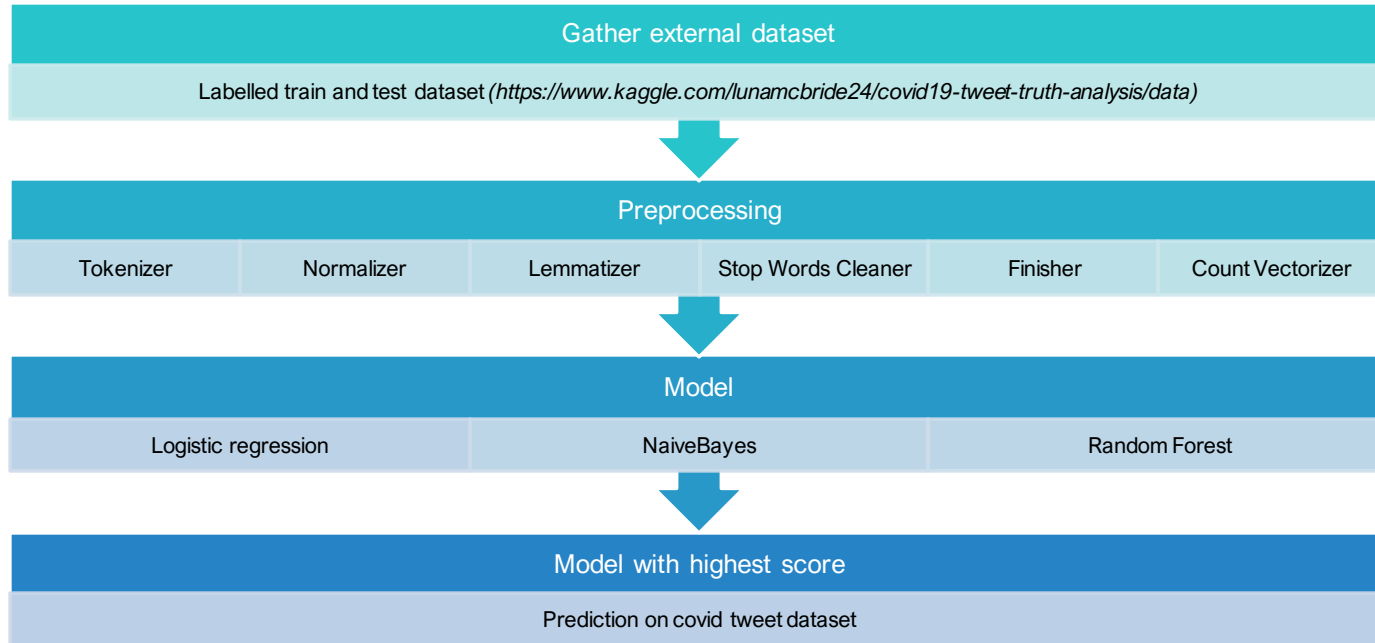 Gather external dataset
Labelled train and test dataset (https://www.kaggle.com/lunamcbride24/covid19-tweet-truth-analysis/data)
Preprocessing
Tokenizer
Normalizer
Lemmatizer
Stop Words Cleaner
Finisher
Count Vectorizer
Model
Logistic regression
NaiveBayes
Random Forest
Model with highest score
Prediction on covid tweet dataset